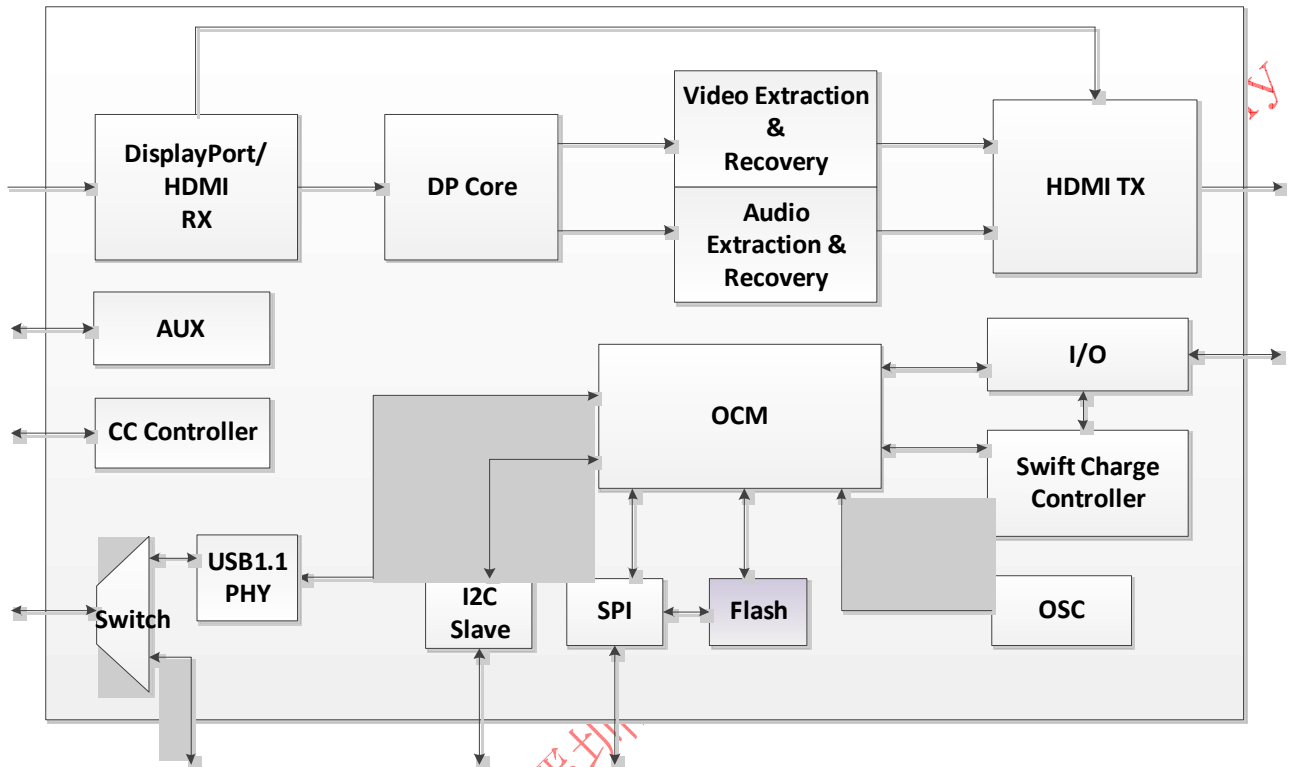 DisplayPort/
HDMI
RX
DP Core
Video Extraction
&
Recovery
Audio
Extraction &
Recovery
HDMI TX
AUX
CC Controller
OCM
I/O
Swift Charge
Controller
Switch
USB1.1
PHY
I2C
Slave
SPI
Flash
OSC